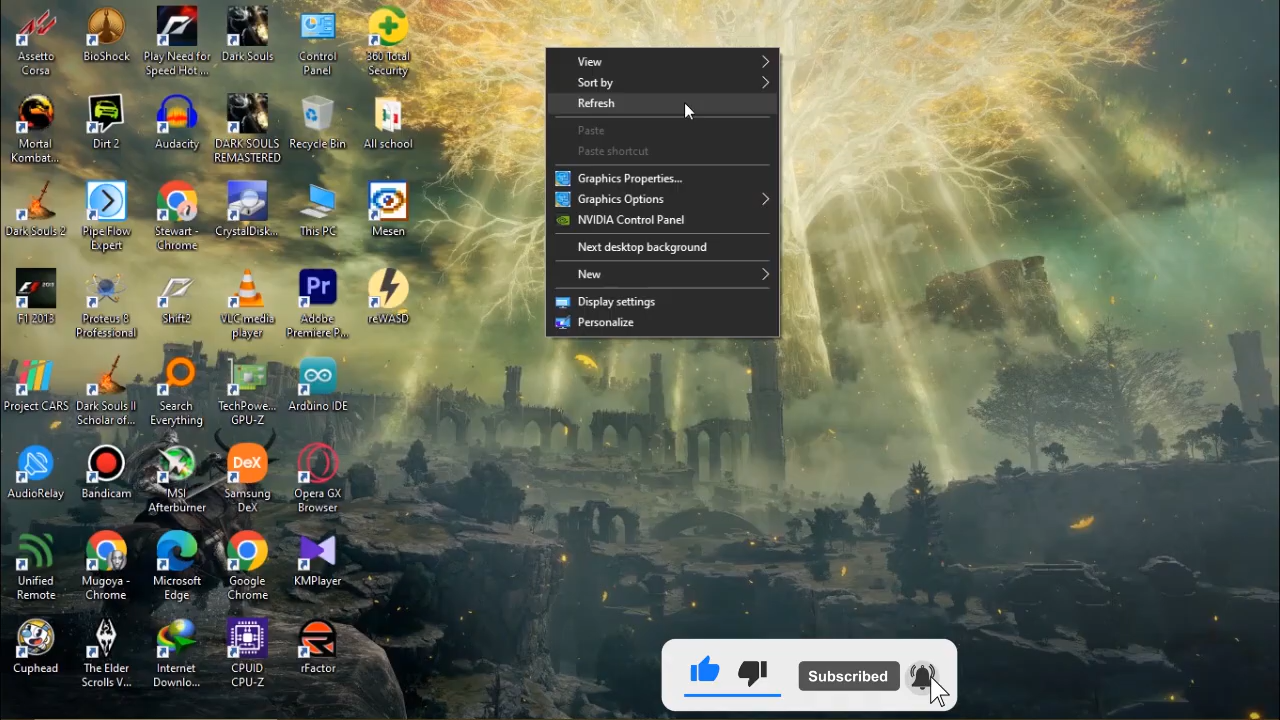 Assetto
Corsa
BioShock
Play Need for
Speed Hot ...
Dark Souls
Control
Panel
360 Total
Security
Mortal
Kombat...
Dirt 2
Audacity
DARK SOULS
REMASTERED
Recycle Bin
All school
Dark Souls 2
Pipe Flow
Expert
Stewart -
Chrome
CrystalDisk...
This PC
Mesen
F1 2013
Proteus 8
Professional
Shift2
VLC media
player
Pr
Adobe
Premiere P...
reWASD
Project CARS
Dark Souls II
Scholar of...
Search
Everything
TechPowe...
GPU-Z
Arduino IDE
AudioRelay
Bandicam
MSI
Afterburner
DeX
Samsung
DeX
Opera GX
Browser
Unified
Remote
Mugoya -
Chrome
Microsoft
Edge
Google
Chrome
KMPlayer
Cuphead
The Elder
Scrolls V...
Internet
Downlo...
CPUID
CPU-Z
rFactor
View
Sort by
Refresh
Paste
Paste shortcut
Graphics Properties...
Graphics Options
NVIDIA Control Panel
Next desktop background
New
Display settings
Personalize
Subscribed